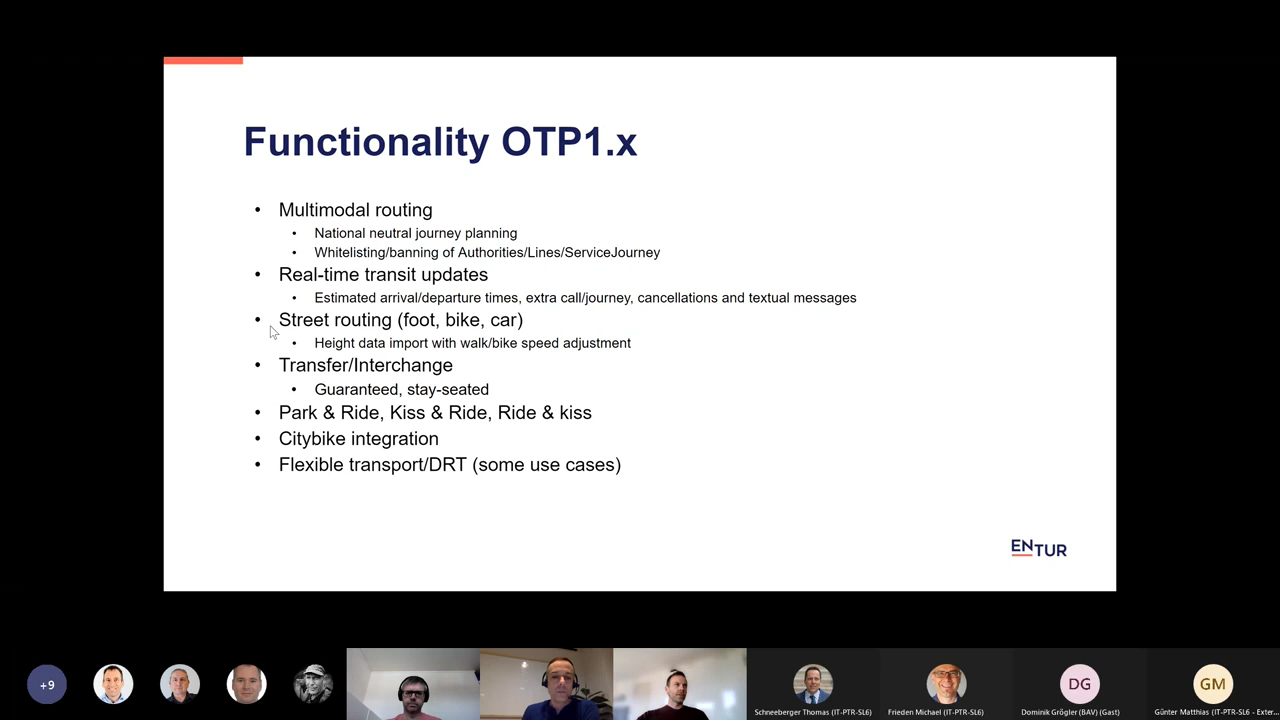 Functionality OTP1.x
• Multimodal routing
• National neutral journey planning
• Whitelisting/banning of Authorities/Lines/ServiceJourney
• Real-time transit updates
• Estimated arrival/departure times, extra call/journey, cancellations and textual messages
• Street routing (foot, bike, car)
• Height data import with walk/bike speed adjustment
• Transfer/Interchange
• Guaranteed, stay-seated
• Park & Ride, Kiss & Ride, Ride & kiss
• Citybike integration
• Flexible transport/DRT (some use cases)
ENTUR
+9
DG
GM
Schneeberger Thomas (IT-PTR-SL6)
Frieden Michael (IT-PTR-SL6)
Dominik Grögler (BAV) (Gast)
Günter Matthias (IT-PTR-SL6 - Exter...